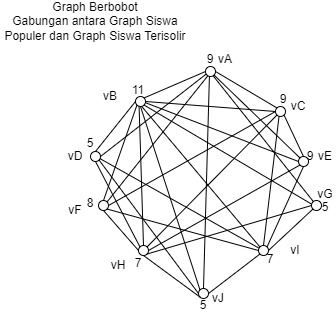 Graph Berbobot
Gabungan antara Graph Siswa
Populer dan Graph Siswa Terisolir
9 vA
11
vB
9
vC
5
vD
9 vE
vG
5
8
vF
vH
7
7
vI
vJ
5